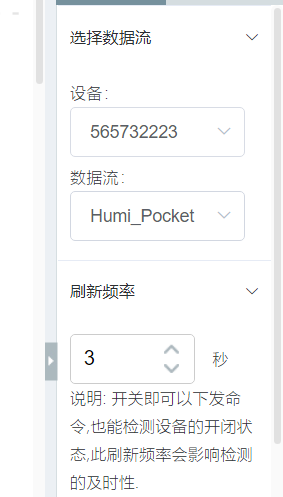 选择数据流
设备:
565732223
数据流:
Humi_Pocket
刷新频率
3 秒
说明: 开关即可以下发命
令,也能检测设备的开闭状
态,此刷新频率会影响检测
的及时性.